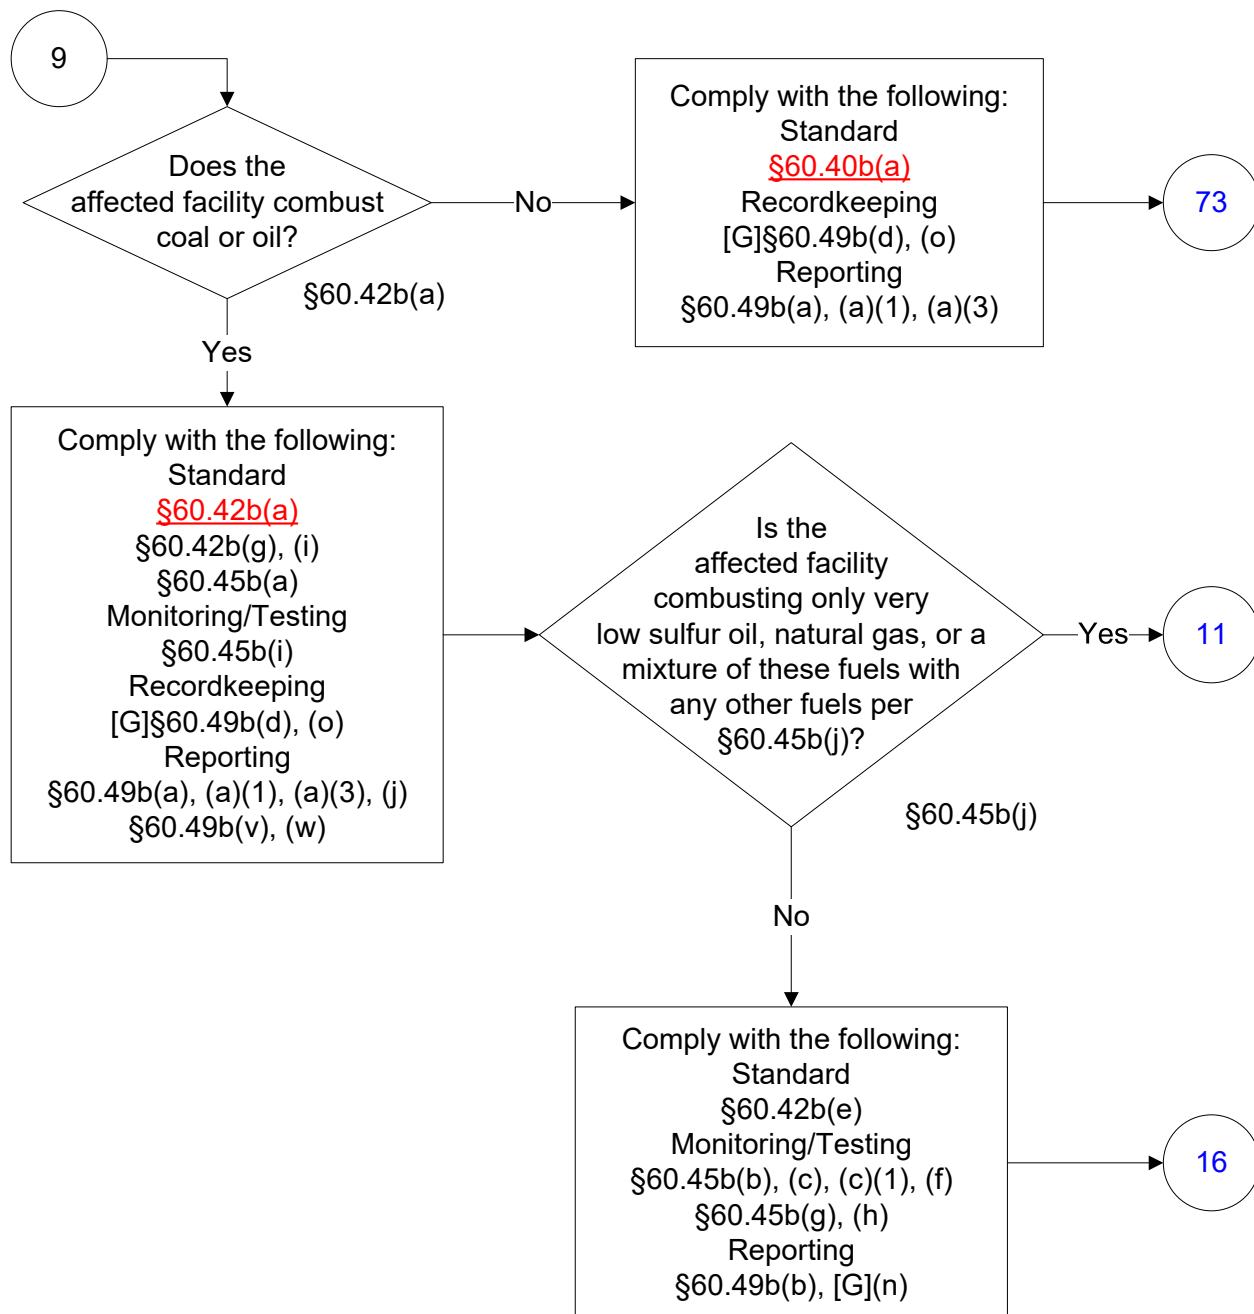 9
Does the
affected facility combust
coal or oil?
§60.42b(a)
No
Comply with the following:
Standard
§60.40b(a)
Recordkeeping
[G]§60.49b(d), (o)
Reporting
§60.49b(a), (a)(1), (a)(3)
73
Yes
Comply with the following:
Standard
§60.42b(a)
§60.42b(g), (i)
§60.45b(a)
Monitoring/Testing
§60.45b(i)
Recordkeeping
[G]§60.49b(d), (o)
Reporting
§60.49b(a), (a)(1), (a)(3), (j)
§60.49b(v), (w)
Is the
affected facility
combusting only very
low sulfur oil, natural gas, or a
mixture of these fuels with
any other fuels per
§60.45b(j)?
§60.45b(j)
Yes
11
No
Comply with the following:
Standard
§60.42b(e)
Monitoring/Testing
§60.45b(b), (c), (c)(1), (f)
§60.45b(g), (h)
Reporting
§60.49b(b), [G](n)
16